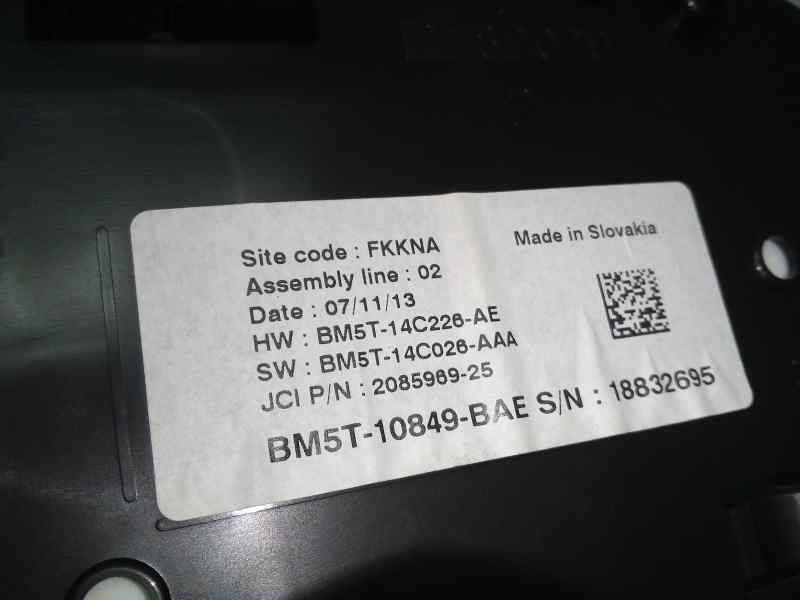 Site code : FKKNA
Made in Slovakia
Assembly line : 02
Date : 07/11/13
HW : BM5T-14C226-AE
SW : BM5T-14C026-AAA
JCI P/N : 2085969-25
BM5T-10849-BAE S/N : 18832695